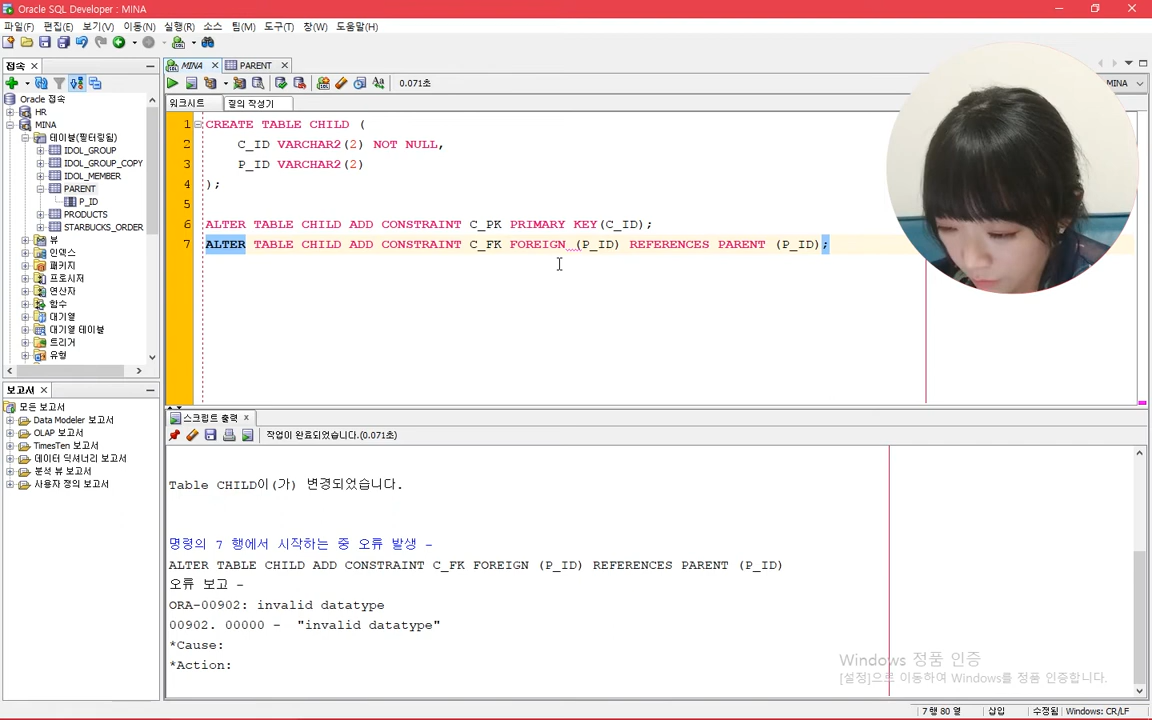 Oracle SQL Developer : MINA
파일(F) 편집(E) 보기(V) 이동(N) 실행(R) 소스 팀(M) 도구(T) 창(W) 도움말(H)
접속
Oracle 접속
HR
MINA
테이블(필터링됨)
IDOL_GROUP
IDOL_GROUP_COPY
IDOL_MEMBER
PARENT
P_ID
PRODUCTS
STARBUCKS_ORDER
뷰
인덱스
패키지
프로시저
연산자
함수
대기열
대기열 테이블
트리거
유형
보고서
모든 보고서
Data Modeler 보고서
OLAP 보고서
TimesTen 보고서
데이터 딕셔너리 보고서
분석 뷰 보고서
사용자 정의 보고서
MINA PARENT
0.071초 MINA
워크시트 질의 작성기
1 CREATE TABLE CHILD (
2 C_ID VARCHAR2(2) NOT NULL,
3 P_ID VARCHAR2(2)
4 );
5
6 ALTER TABLE CHILD ADD CONSTRAINT C_PK PRIMARY KEY(C_ID);
7 ALTER TABLE CHILD ADD CONSTRAINT C_FK FOREIGN (P_ID) REFERENCES PARENT (P_ID);
스크립트 출력
작업이 완료되었습니다.(0.071초)
Table CHILD이(가) 변경되었습니다.
명령의 7 행에서 시작하는 중 오류 발생 -
ALTER TABLE CHILD ADD CONSTRAINT C_FK FOREIGN (P_ID) REFERENCES PARENT (P_ID)
오류 보고 -
ORA-00902: invalid datatype
00902. 00000 - "invalid datatype"
*Cause:
*Action:
Windows 정품 인증
[설정]으로 이동하여 Windows를 정품 인증합니다.
7 행 80 열 삽입 수정됨 Windows: CR/LF